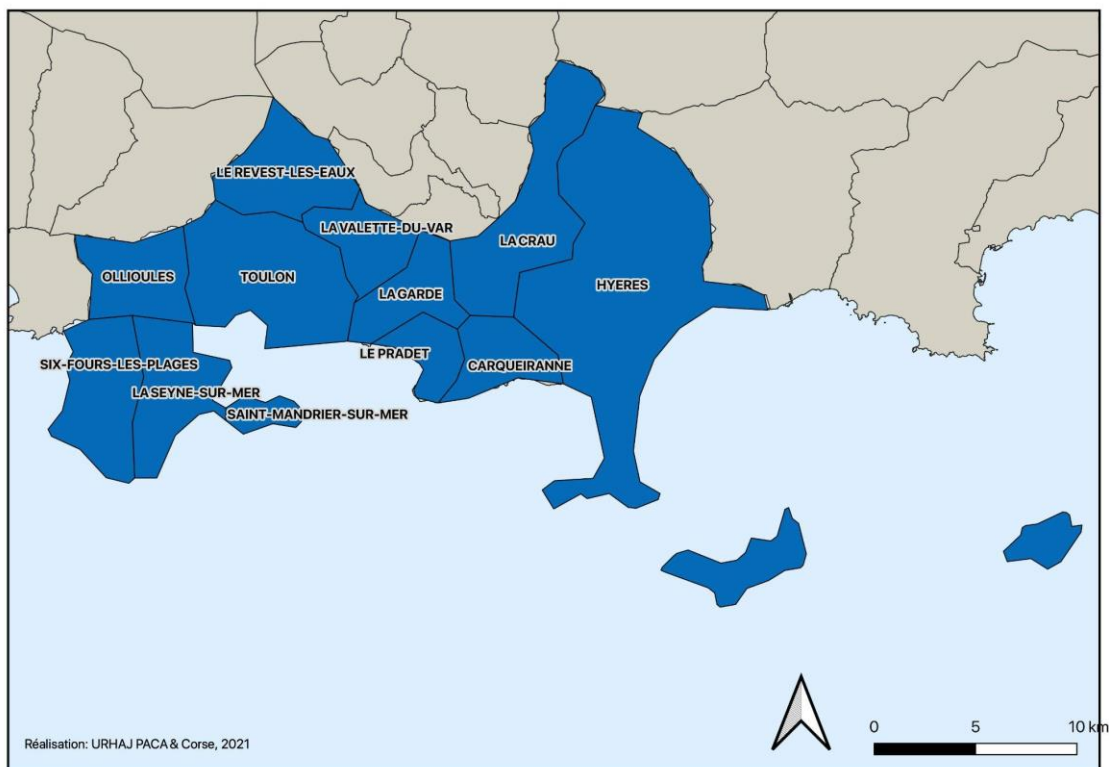 LE REVEST-LES-EAUX
LA VALETTE-DU-VAR
LA CRAU
OLLIOULES
TOULON
HYERES
LA GARDE
LE PRADET
SIX-FOURS-LES-PLAGES
CARQUEIRANNE
LA SEYNE-SUR-MER
SAINT-MANDRIER-SUR-MER
0 5 10 km
Réalisation: URHAJ PACA & Corse, 2021